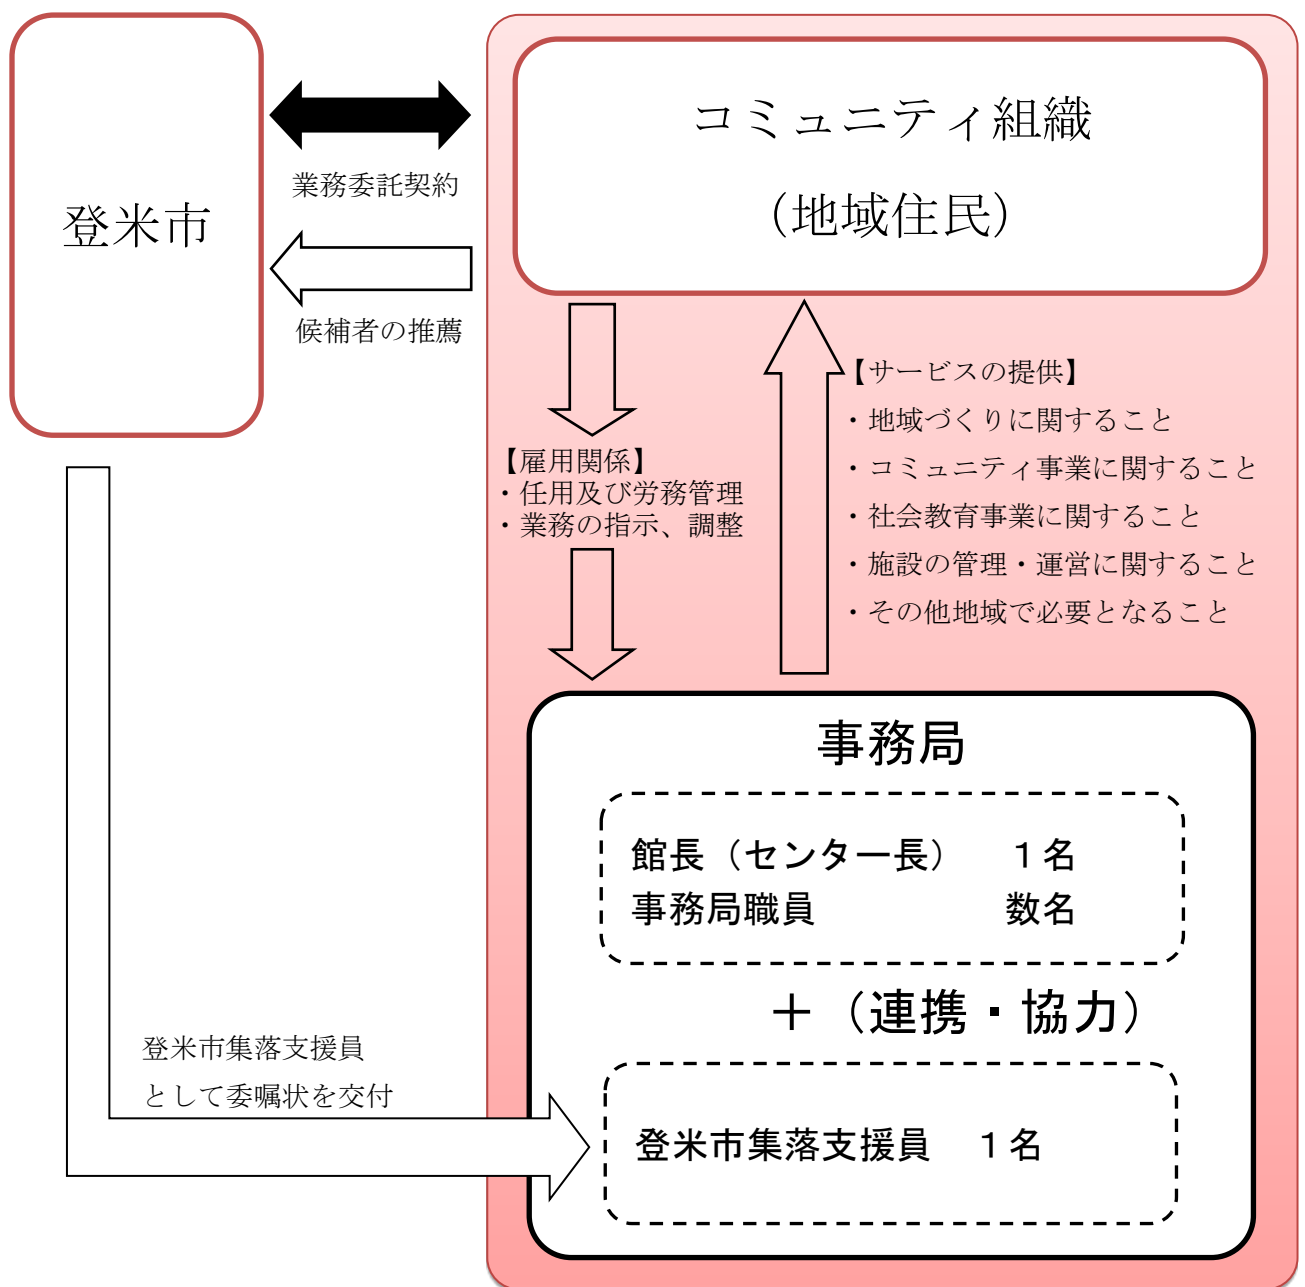 登米市
業務委託契約
候補者の推薦
コミュニティ組織
（地域住民）
【雇用関係】
・任用及び労務管理
・業務の指示、調整
【サービスの提供】
・地域づくりに関すること
・コミュニティ事業に関すること
・社会教育事業に関すること
・施設の管理・運営に関すること
・その他地域で必要となること
事務局
館長（センター長）　１名
事務局職員　数名
＋（連携・協力）
登米市集落支援員　１名
登米市集落支援員
として委嘱状を交付